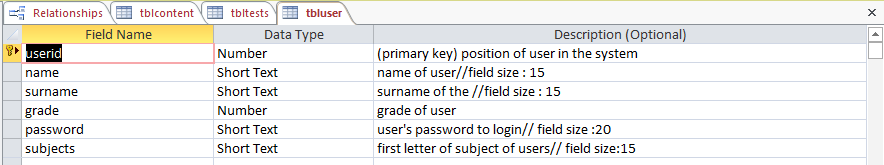 Relationships tblcontent tbltests tbluser
Field Name Data Type Description (Optional)
userid Number (primary key) position of user in the system
name Short Text name of user//field size : 15
surname Short Text surname of the //field size : 15
grade Number grade of user
password Short Text user's password to login// field size :20
subjects Short Text first letter of subject of users// field size:15